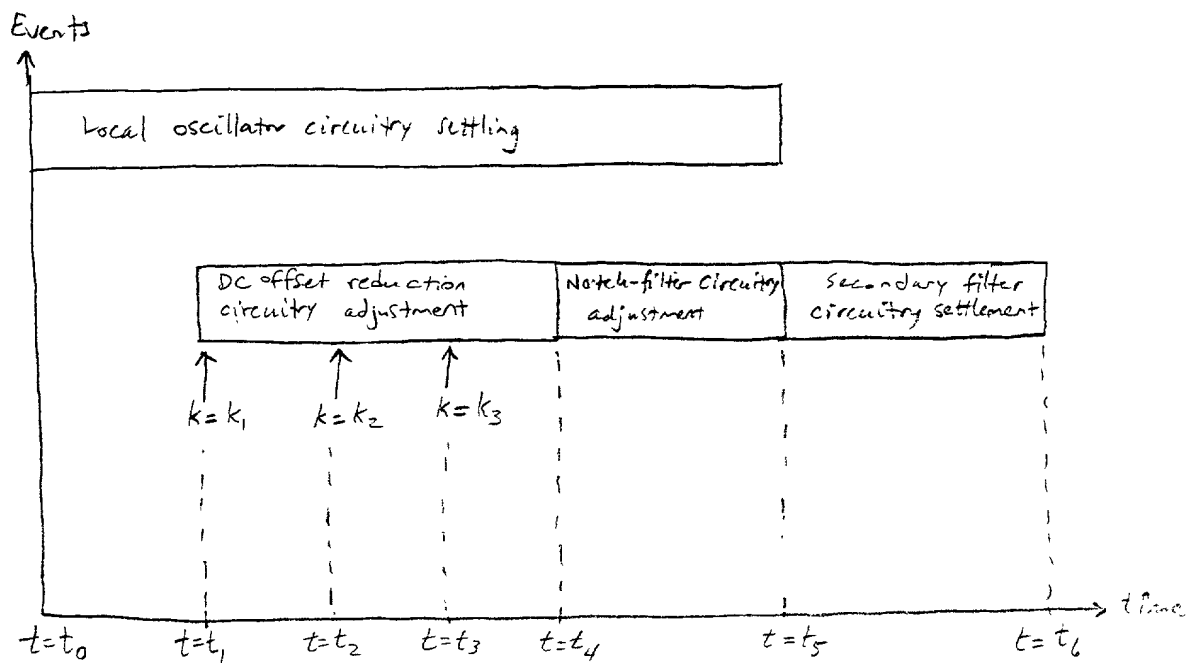 Events
Local oscillator circuitry settling
DC offset reduction
circuitry adjustment
Notch-filter Circuitry
adjustment
Secondary filter
circuitry settlement
k=k₁
k=k₂
k=k₃
time
t=t₀
t=t₁
t=t₂
t=t₃
t=t₄
t=t₅
t=t₆